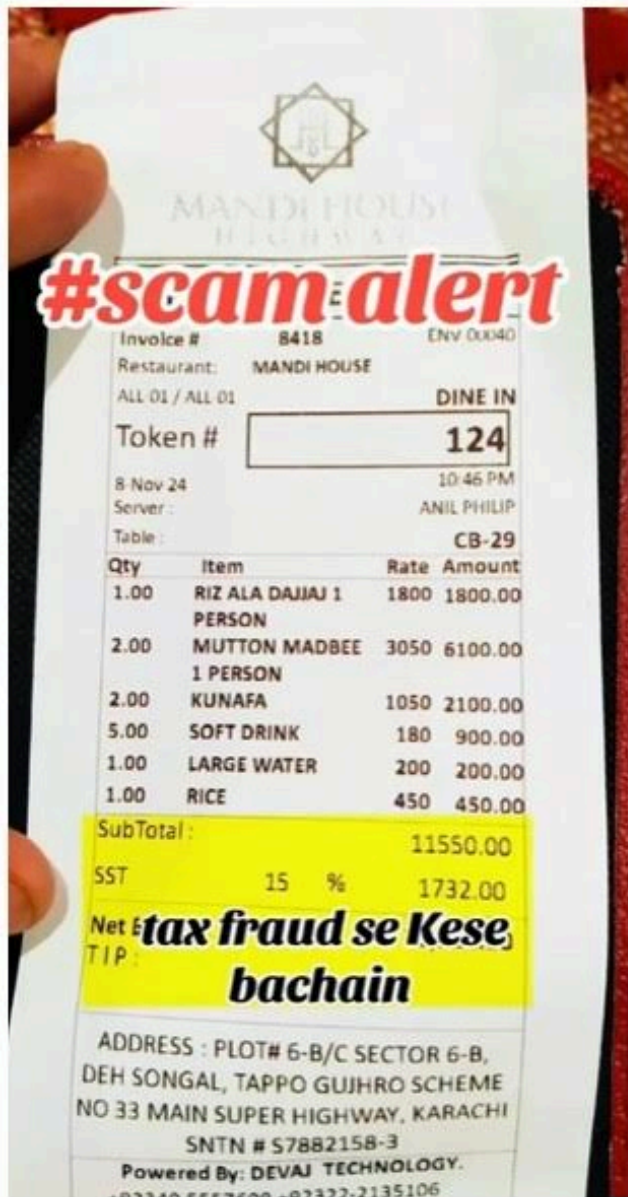 MANDI HOUSE
HIGHWAY
#scam alert
Invoice # 8418 ENV 00040
Restaurant: MANDI HOUSE
ALL 01 / ALL 01 DINE IN
Token # 124
8-Nov-24 10:46 PM
Server : ANIL PHILIP
Table : CB-29
Qty Item Rate Amount
1.00 RIZ ALA DAJJAJ 1 1800 1800.00
PERSON
2.00 MUTTON MADBEE 3050 6100.00
1 PERSON
2.00 KUNAFA 1050 2100.00
5.00 SOFT DRINK 180 900.00
1.00 LARGE WATER 200 200.00
1.00 RICE 450 450.00
SubTotal : 11550.00
SST 15 % 1732.00
Net
tax fraud se Kese
TIP :
bachain
ADDRESS : PLOT# 6-B/C SECTOR 6-B,
DEH SONGAL, TAPPO GUJHRO SCHEME
NO 33 MAIN SUPER HIGHWAY, KARACHI
SNTN # S7882158-3
Powered By: DEVAJ TECHNOLOGY.